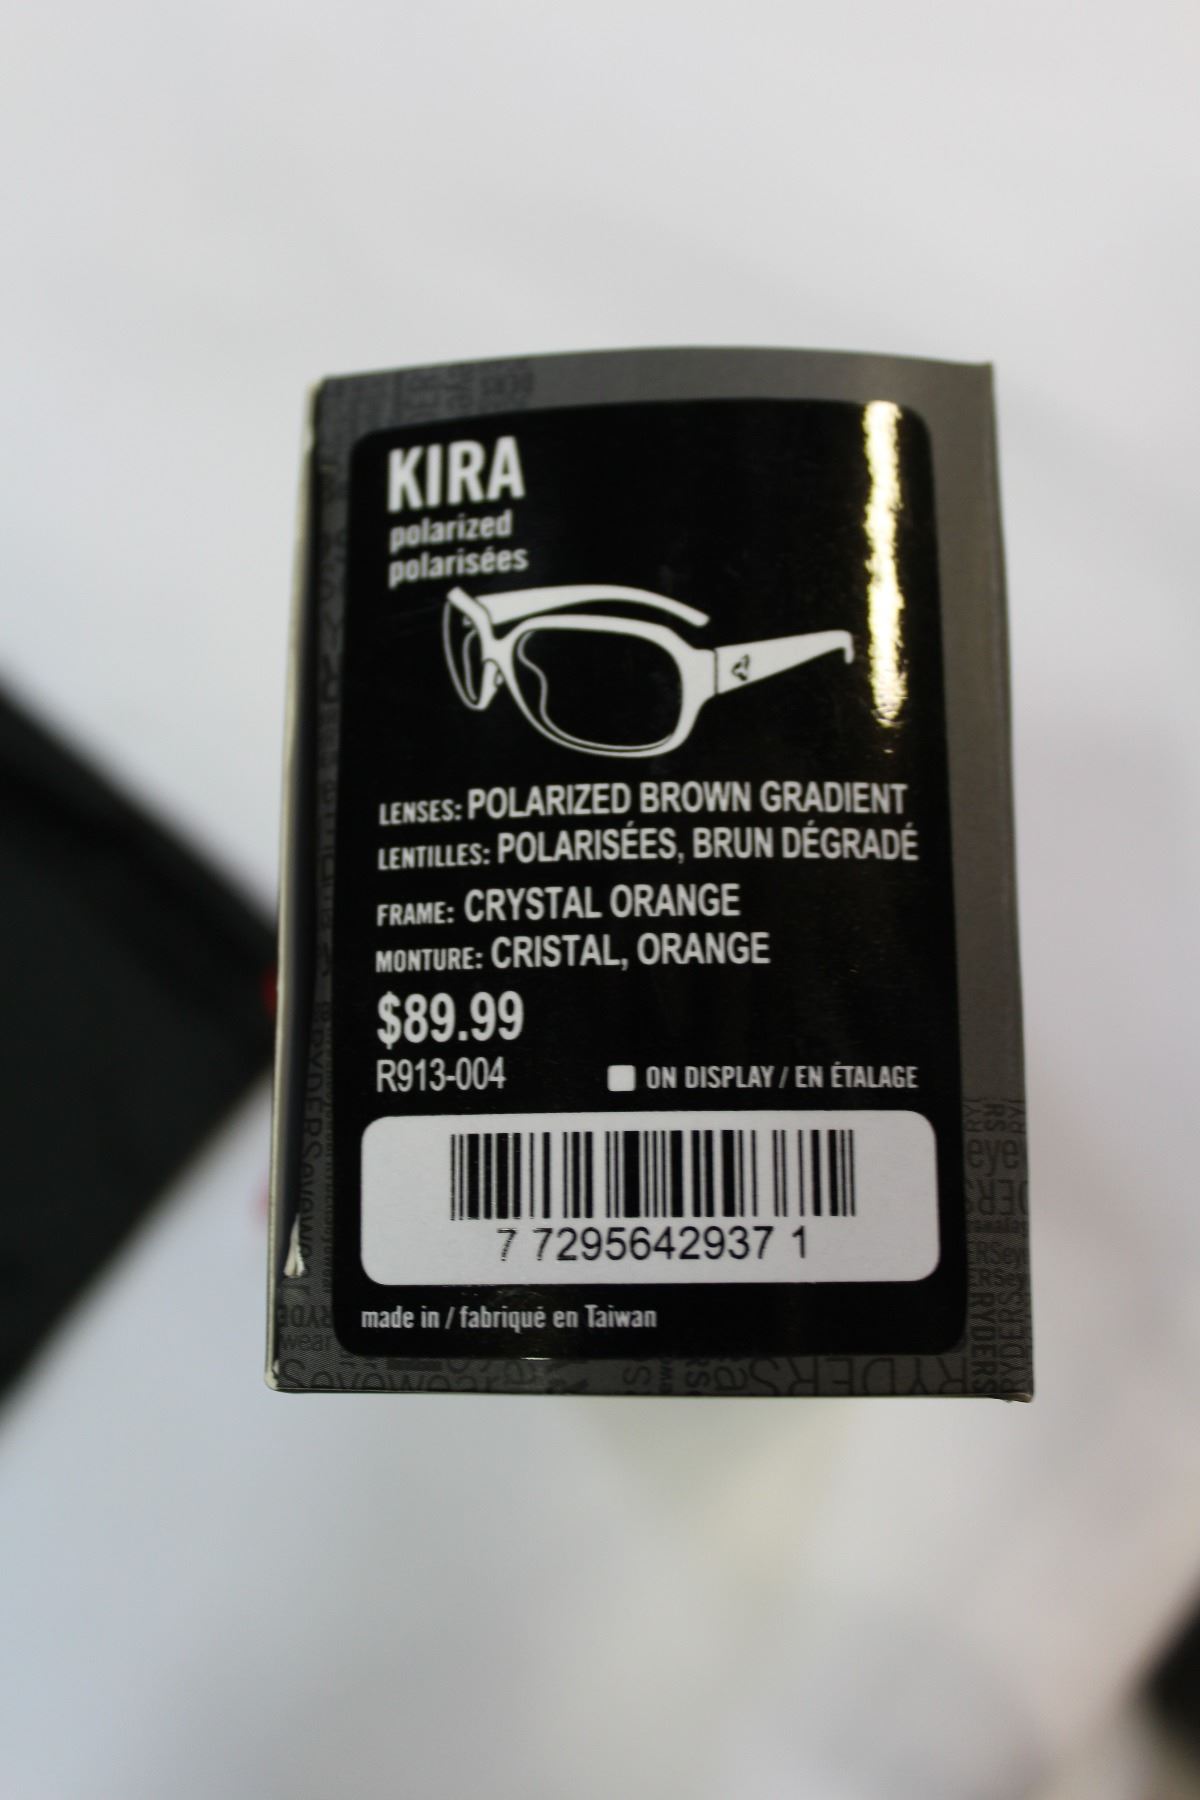 KIRA
polarized
polarisées
LENSES: POLARIZED BROWN GRADIENT
LENTILLES: POLARISÉES, BRUN DÉGRADÉ
FRAME: CRYSTAL ORANGE
MONTURE: CRISTAL, ORANGE
$89.99
R913-004
ON DISPLAY / EN ÉTALAGE
7 7295642937 1
made in / fabriqué en Taiwan